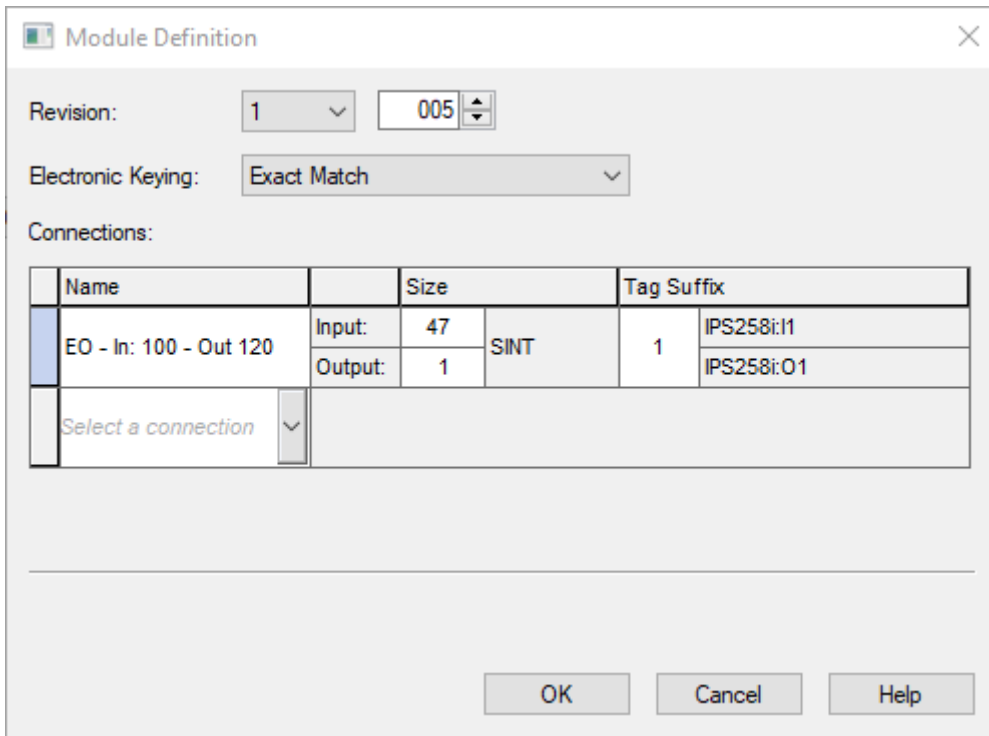 Module Definition
Revision: 1 005
Electronic Keying: Exact Match
Connections:
Name Size Tag Suffix
EO - In: 100 - Out 120 Input: 47 SINT 1 IPS258i:I1
Output: 1 IPS258i:O1
Select a connection
OK Cancel Help